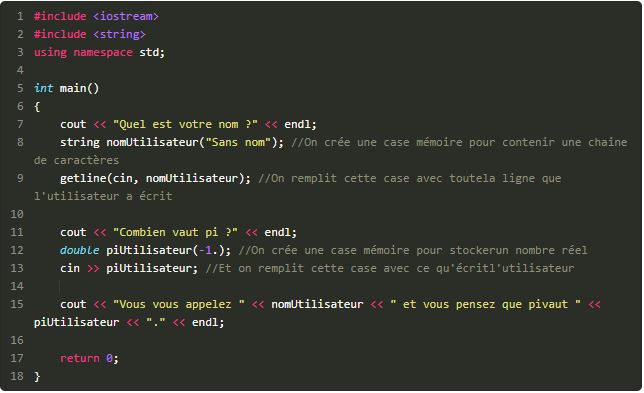 1 #include <iostream>
2 #include <string>
3 using namespace std;
4
5 int main()
6 {
7     cout << "Quel est votre nom ?" << endl;
8     string nomUtilisateur("Sans nom"); //On crée une case mémoire pour contenir une chaine
de caractères
9     getline(cin, nomUtilisateur); //On remplit cette case avec toutela ligne que
l'utilisateur a écrit
10
11     cout << "Combien vaut pi ?" << endl;
12     double piUtilisateur(-1.); //On crée une case mémoire pour stockerun nombre réel
13     cin >> piUtilisateur; //Et on remplit cette case avec ce qu'écritl'utilisateur
14
15     cout << "Vous vous appelez " << nomUtilisateur << " et vous pensez que pivaut " <<
piUtilisateur << "." << endl;
16
17     return 0;
18 }